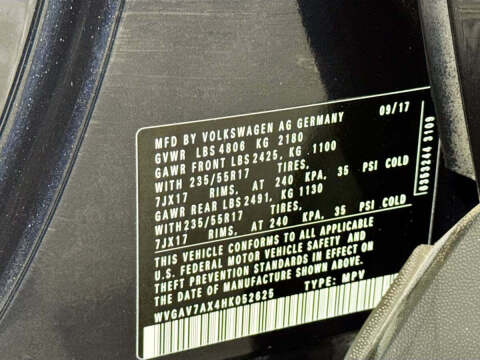 MFD BY VOLKSWAGEN AG GERMANY 09/17
GVWR LBS 4806 KG 2180
GAWR FRONT LBS 2425, KG 1100
WITH 235/55R17 TIRES,
7JX17 RIMS, AT 240 KPA, 35 PSI COLD
GAWR REAR LBS 2491, KG 1130
WITH 235/55R17 TIRES,
7JX17 RIMS, AT 240 KPA, 35 PSI COLD
THIS VEHICLE CONFORMS TO ALL APPLICABLE
U.S. FEDERAL MOTOR VEHICLE SAFETY AND
THEFT PREVENTION STANDARDS IN EFFECT ON
THE DATE OF MANUFACTURE SHOWN ABOVE.
WVGAV7AX4HK052625 TYPE: MPV